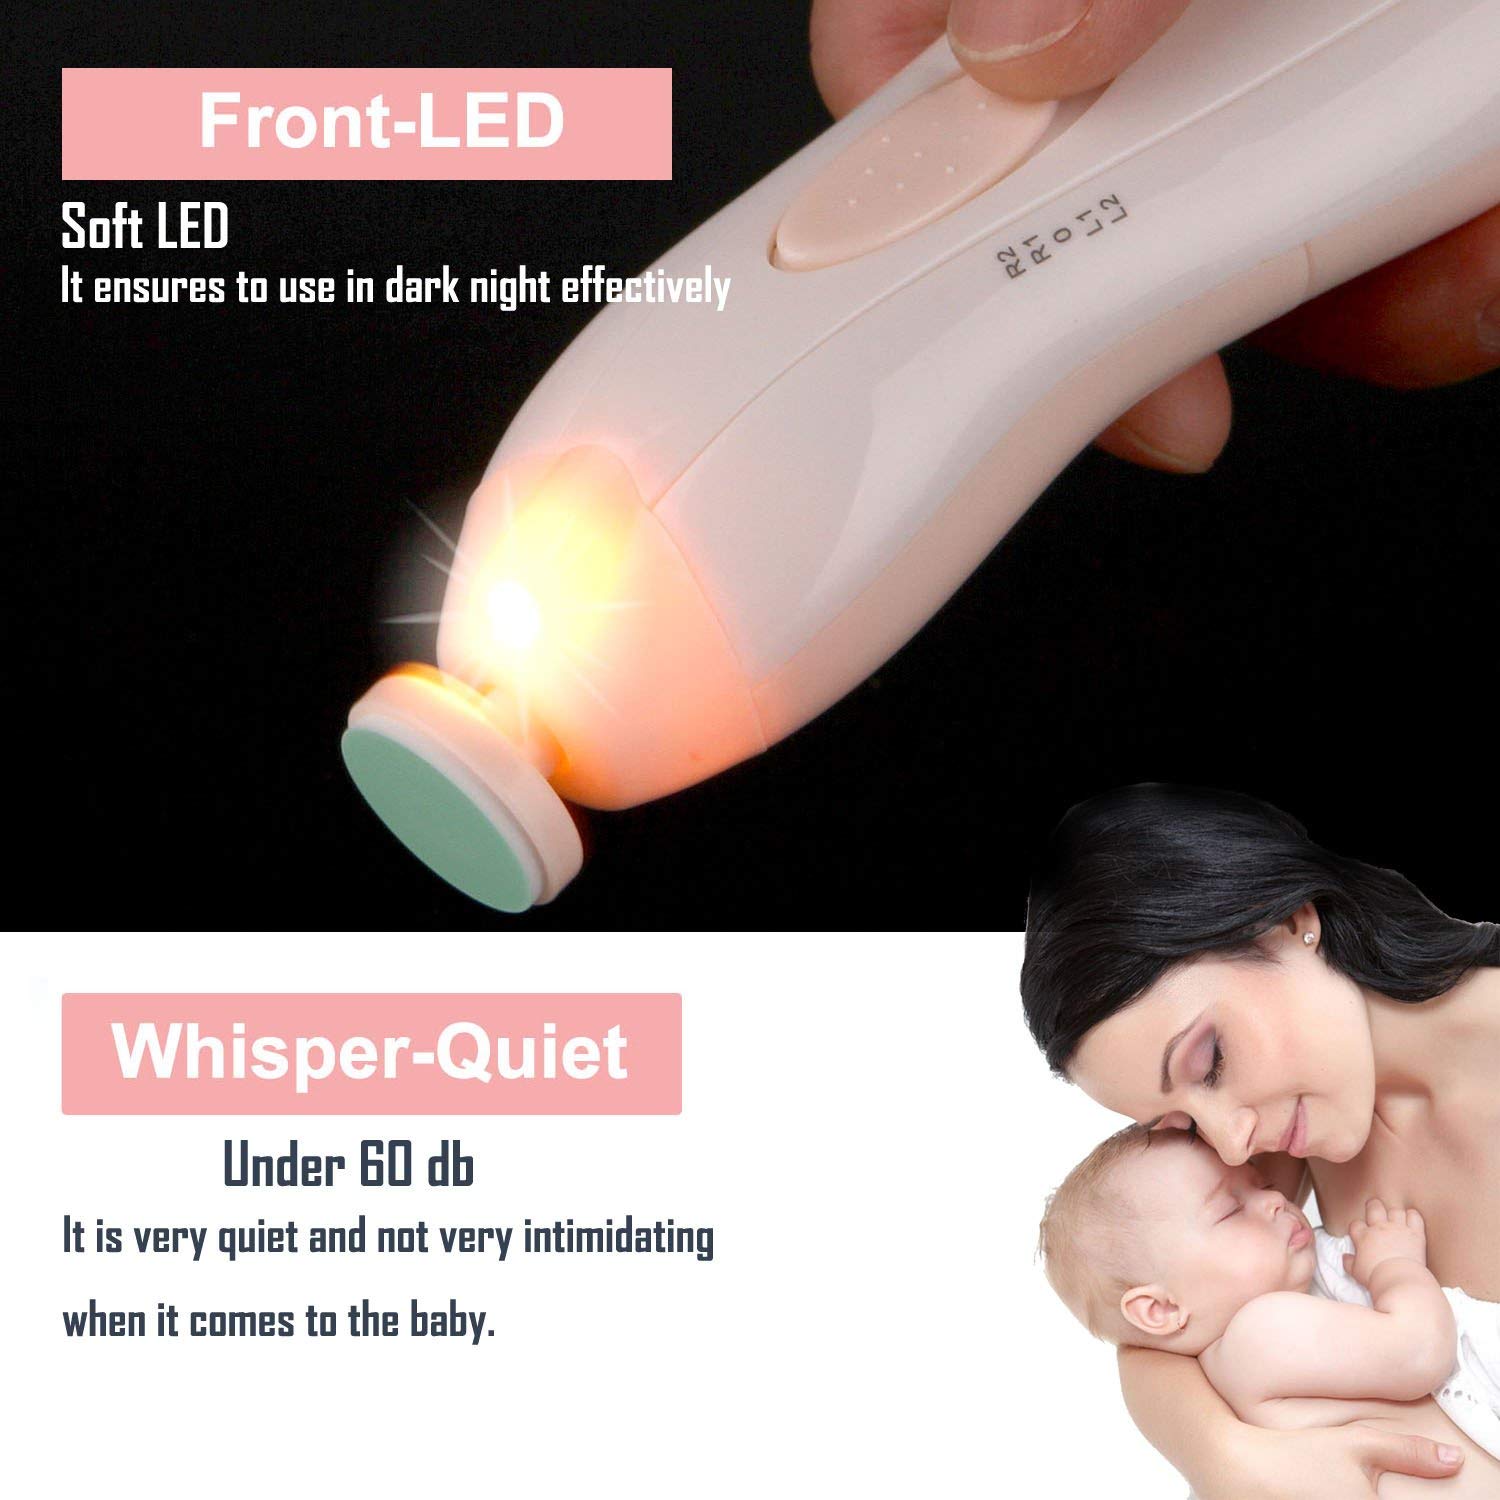 Front-LED
Soft LED
It ensures to use in dark night effectively
R2
R1
0
L1
L2
Whisper-Quiet
Under 60 db
It is very quiet and not very intimidating
when it comes to the baby.